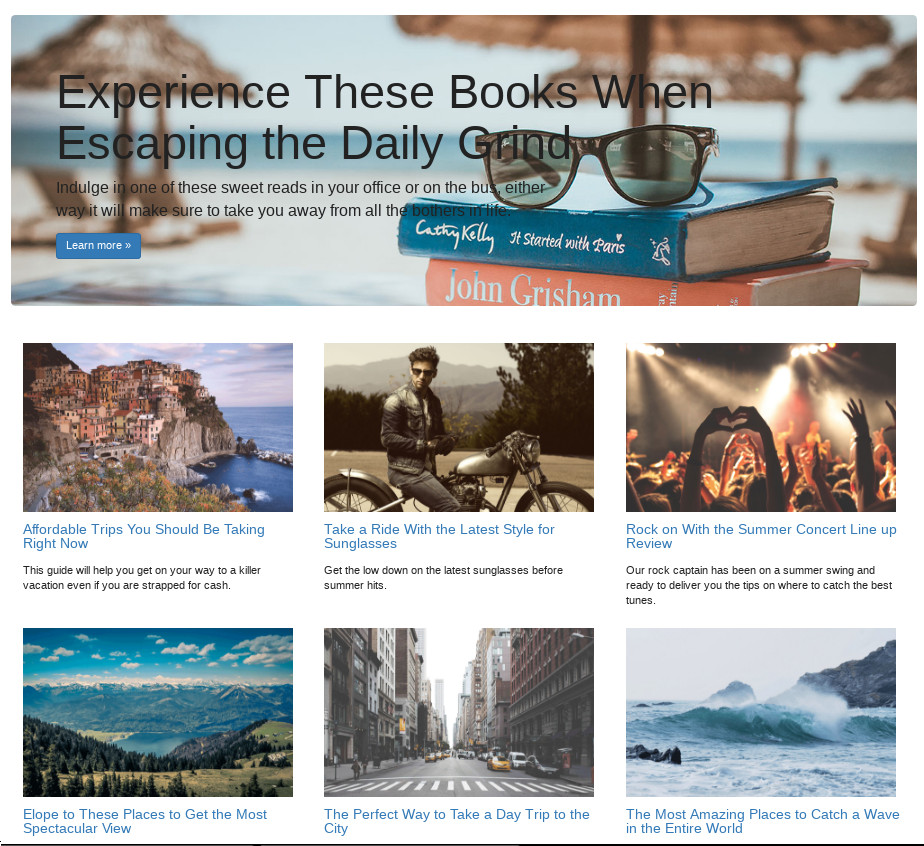 Experience These Books When
Escaping the Daily Grind
Indulge in one of these sweet reads in your office or on the bus, either
way it will make sure to take you away from all the bothers in life.
Learn more »
Cathy Kelly It Started with Paris
John Grisham
Affordable Trips You Should Be Taking
Right Now
This guide will help you get on your way to a killer
vacation even if you are strapped for cash.
Take a Ride With the Latest Style for
Sunglasses
Get the low down on the latest sunglasses before
summer hits.
Rock on With the Summer Concert Line up
Review
Our rock captain has been on a summer swing and
ready to deliver you the tips on where to catch the best
tunes.
Elope to These Places to Get the Most
Spectacular View
The Perfect Way to Take a Day Trip to the
City
The Most Amazing Places to Catch a Wave
in the Entire World